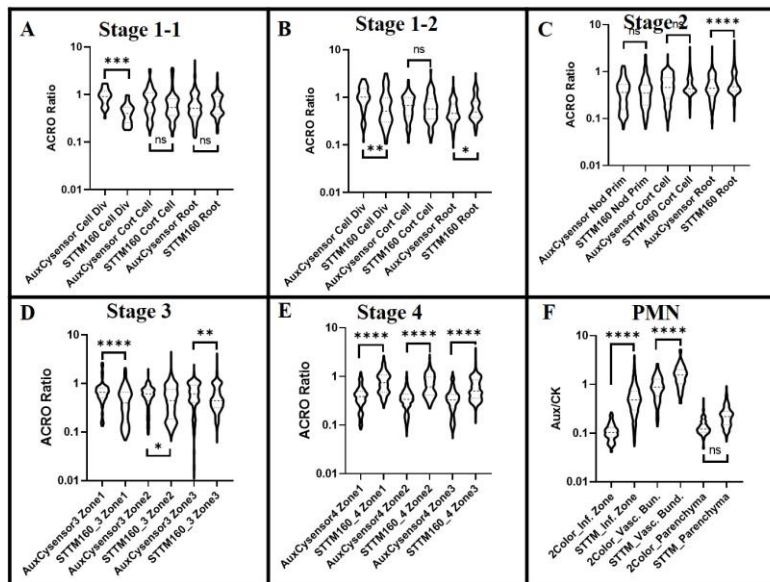 A
Stage 1-1
ACRO Ratio
10
1
0.1
0.01
***
ns
ns
AuxCysensor Cell Div
STTM160 Cell Div
AuxCysensor Cort Cell
STTM160 Cort Cell
AuxCysensor Root
STTM160 Root
B
Stage 1-2
ACRO Ratio
10
1
0.1
0.01
ns
**
*
AuxCysensor Cell Div
STTM160 Cell Div
AuxCysensor Cort Cell
STTM160 Cort Cell
AuxCysensor Root
STTM160 Root
C
Stage 2
ACRO Ratio
10
1
0.1
0.01
ns
ns
****
AuxCysensor Nod Prim
STTM160 Nod Prim
AuxCysensor Cort Cell
STTM160 Cort Cell
AuxCysensor Root
STTM160 Root
D
Stage 3
ACRO Ratio
10
1
0.1
0.01
****
*
**
AuxCysensor3 Zone1
STTM160_3 Zone1
AuxCysensor3 Zone2
STTM160_3 Zone2
AuxCysensor3 Zone3
STTM160_3 Zone3
E
Stage 4
ACRO Ratio
10
1
0.1
0.01
****
****
****
AuxCysensor4 Zone1
STTM160_4 Zone1
AuxCysensor4 Zone2
STTM160_4 Zone2
AuxCysensor4 Zone3
STTM160_4 Zone3
F
PMN
Aux/CK
10
1
0.1
0.01
****
****
ns
2Color_Inf. Zone
STTM_Inf. Zone
2Color_Vasc. Bun.
STTM_Vasc. Bund.
2Color_Parenchyma
STTM_Parenchyma